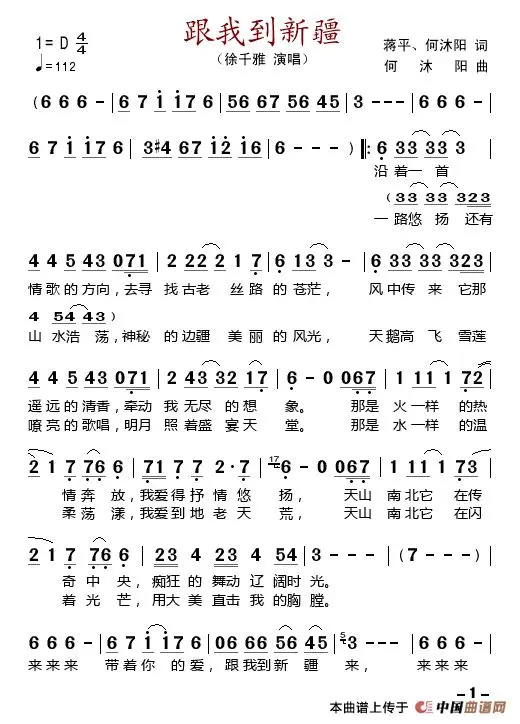 跟我到新疆
1=D 4/4
♩=112
（徐千雅 演唱）
蒋平、何沐阳 词
何 沐 阳 曲
(6 6 6 – | 6 7 i i7 6 | 56 67 56 45 | 3 – – – | 6 6 6 – |
6 7 i i7 6 | 3#4 67 i2 i6 | 6 – – – ) ‖: 6 33 33 3 |
沿 着一 首
(33 33 33 323
一路悠 扬 还有
4 4 5 43 071 | 2 22 2 1 7 | 6 13 3 – | 6 33 33 323 |
情歌的方向，去寻 找古老 丝路的苍茫， 风中传 来 它那
4 54 43 )
山 水浩 荡，神秘 的边疆 美丽的风光， 天鹅高 飞 雪莲
4 4 5 43 071 | 2 43 32 17 | 6 – 0 067 | 1 11 1 72 |
遥远的清香，牵动 我无尽的想 象。 那是 火一样 的热
嘹亮的歌唱，明月 照着盛宴天 堂。 那是 水一样 的温
2 1 7 76 6 | 71 7 7 2·7 | 6 – 0 067 | 1 11 1 73 |
情奔 放，我爱得抒情悠 扬， 天山 南北它 在传
柔荡 漾，我爱到地老天 荒， 天山 南北它 在闪
2 1 7 76 6 | 23 23 4 54 | 3 – – – | (7 – – –) |
奇中 央，痴狂的舞动辽阔时光。
着光 芒，用大美直击我的胸膛。
6 6 6 – | 6 7 i i7 6 | 66 66 56 45 | 3 – – – | 6 6 6 – |
来来来 带着你 的爱，跟我到新 疆 来， 来来来
– 1 –
本曲谱上传于 中国曲谱网